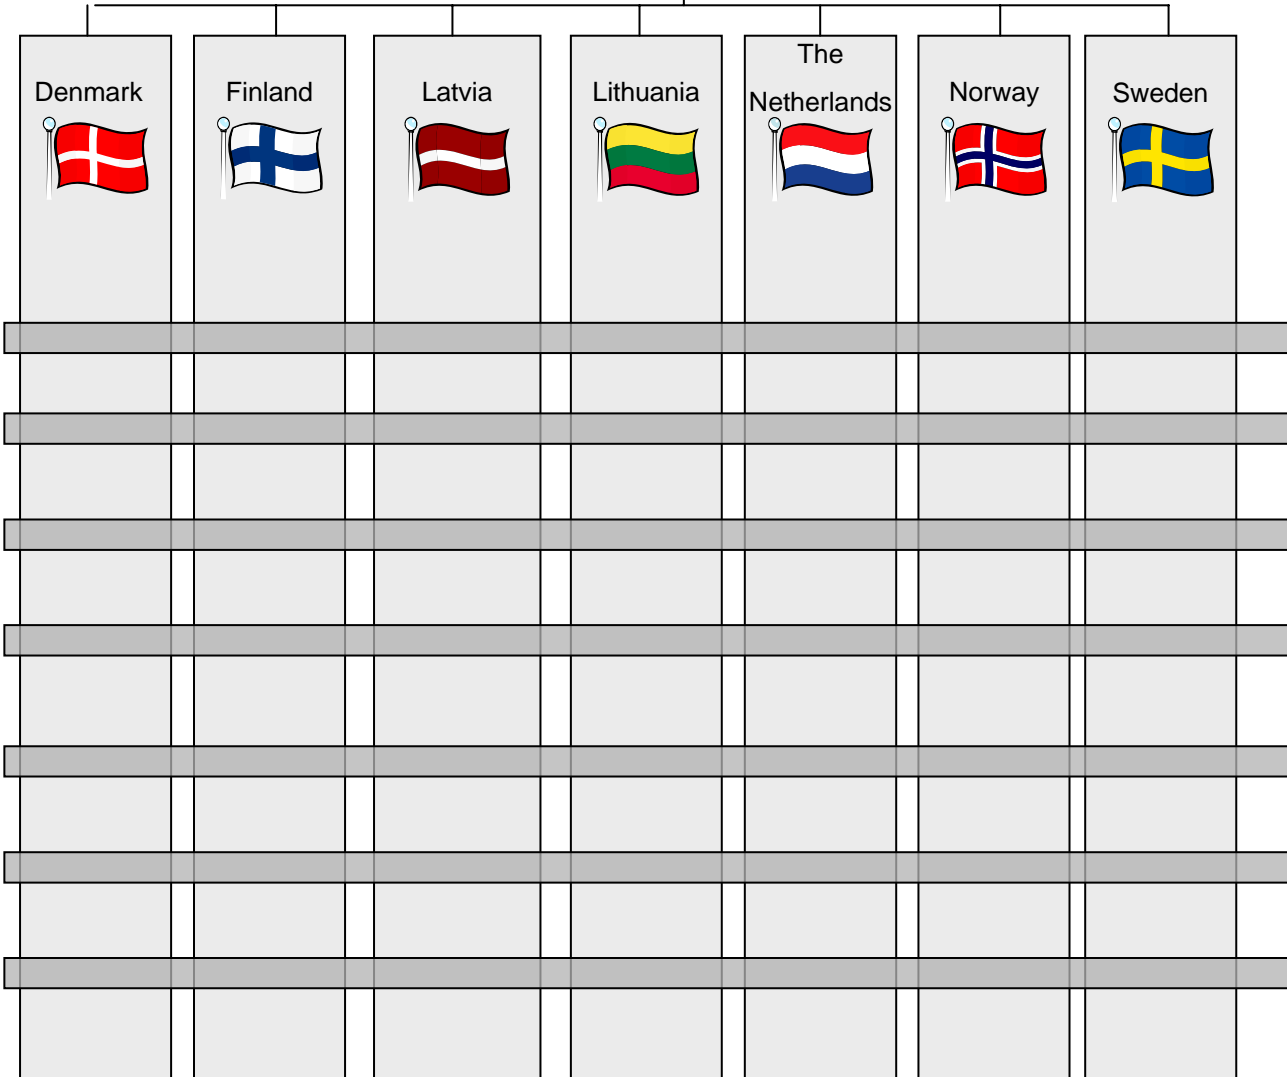 Denmark
Finland
Latvia
Lithuania
The
Netherlands
Norway
Sweden